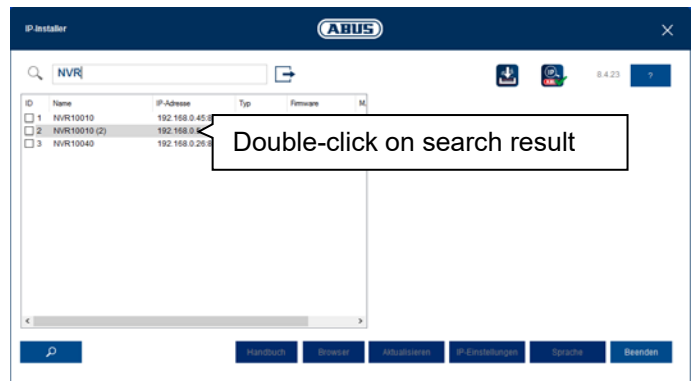 IP-Installer ABUS
NVR 8.4.23 ?
ID Name IP-Adresse Typ Firmware M.
1 NVR10010 192.168.0.45:8
2 NVR10010 (2) 192.168.0.
3 NVR10040 192.168.0.26:8
Double-click on search result
Handbuch Browser Aktualisieren IP-Einstellungen Sprache Beenden